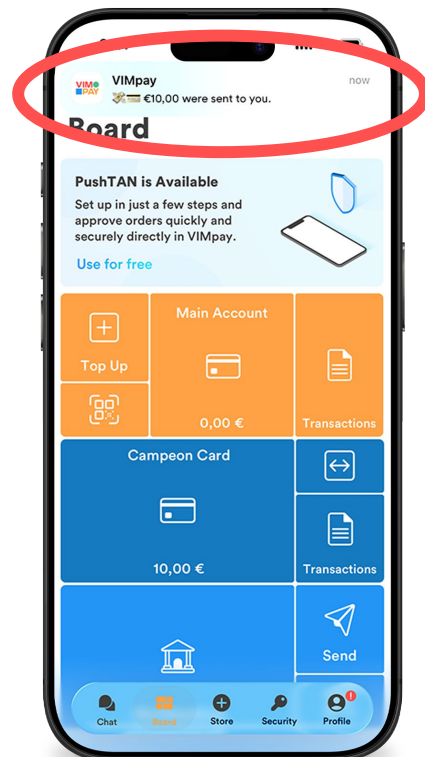 VIMpay
now
VIM
PAY
€10,00 were sent to you.
Board
PushTAN is Available
Set up in just a few steps and
approve orders quickly and
securely directly in VIMpay.
Use for free
Main Account
Top Up
0,00 €
Transactions
Campeon Card
10,00 €
Transactions
Send
Chat
Board
Store
Security
Profile